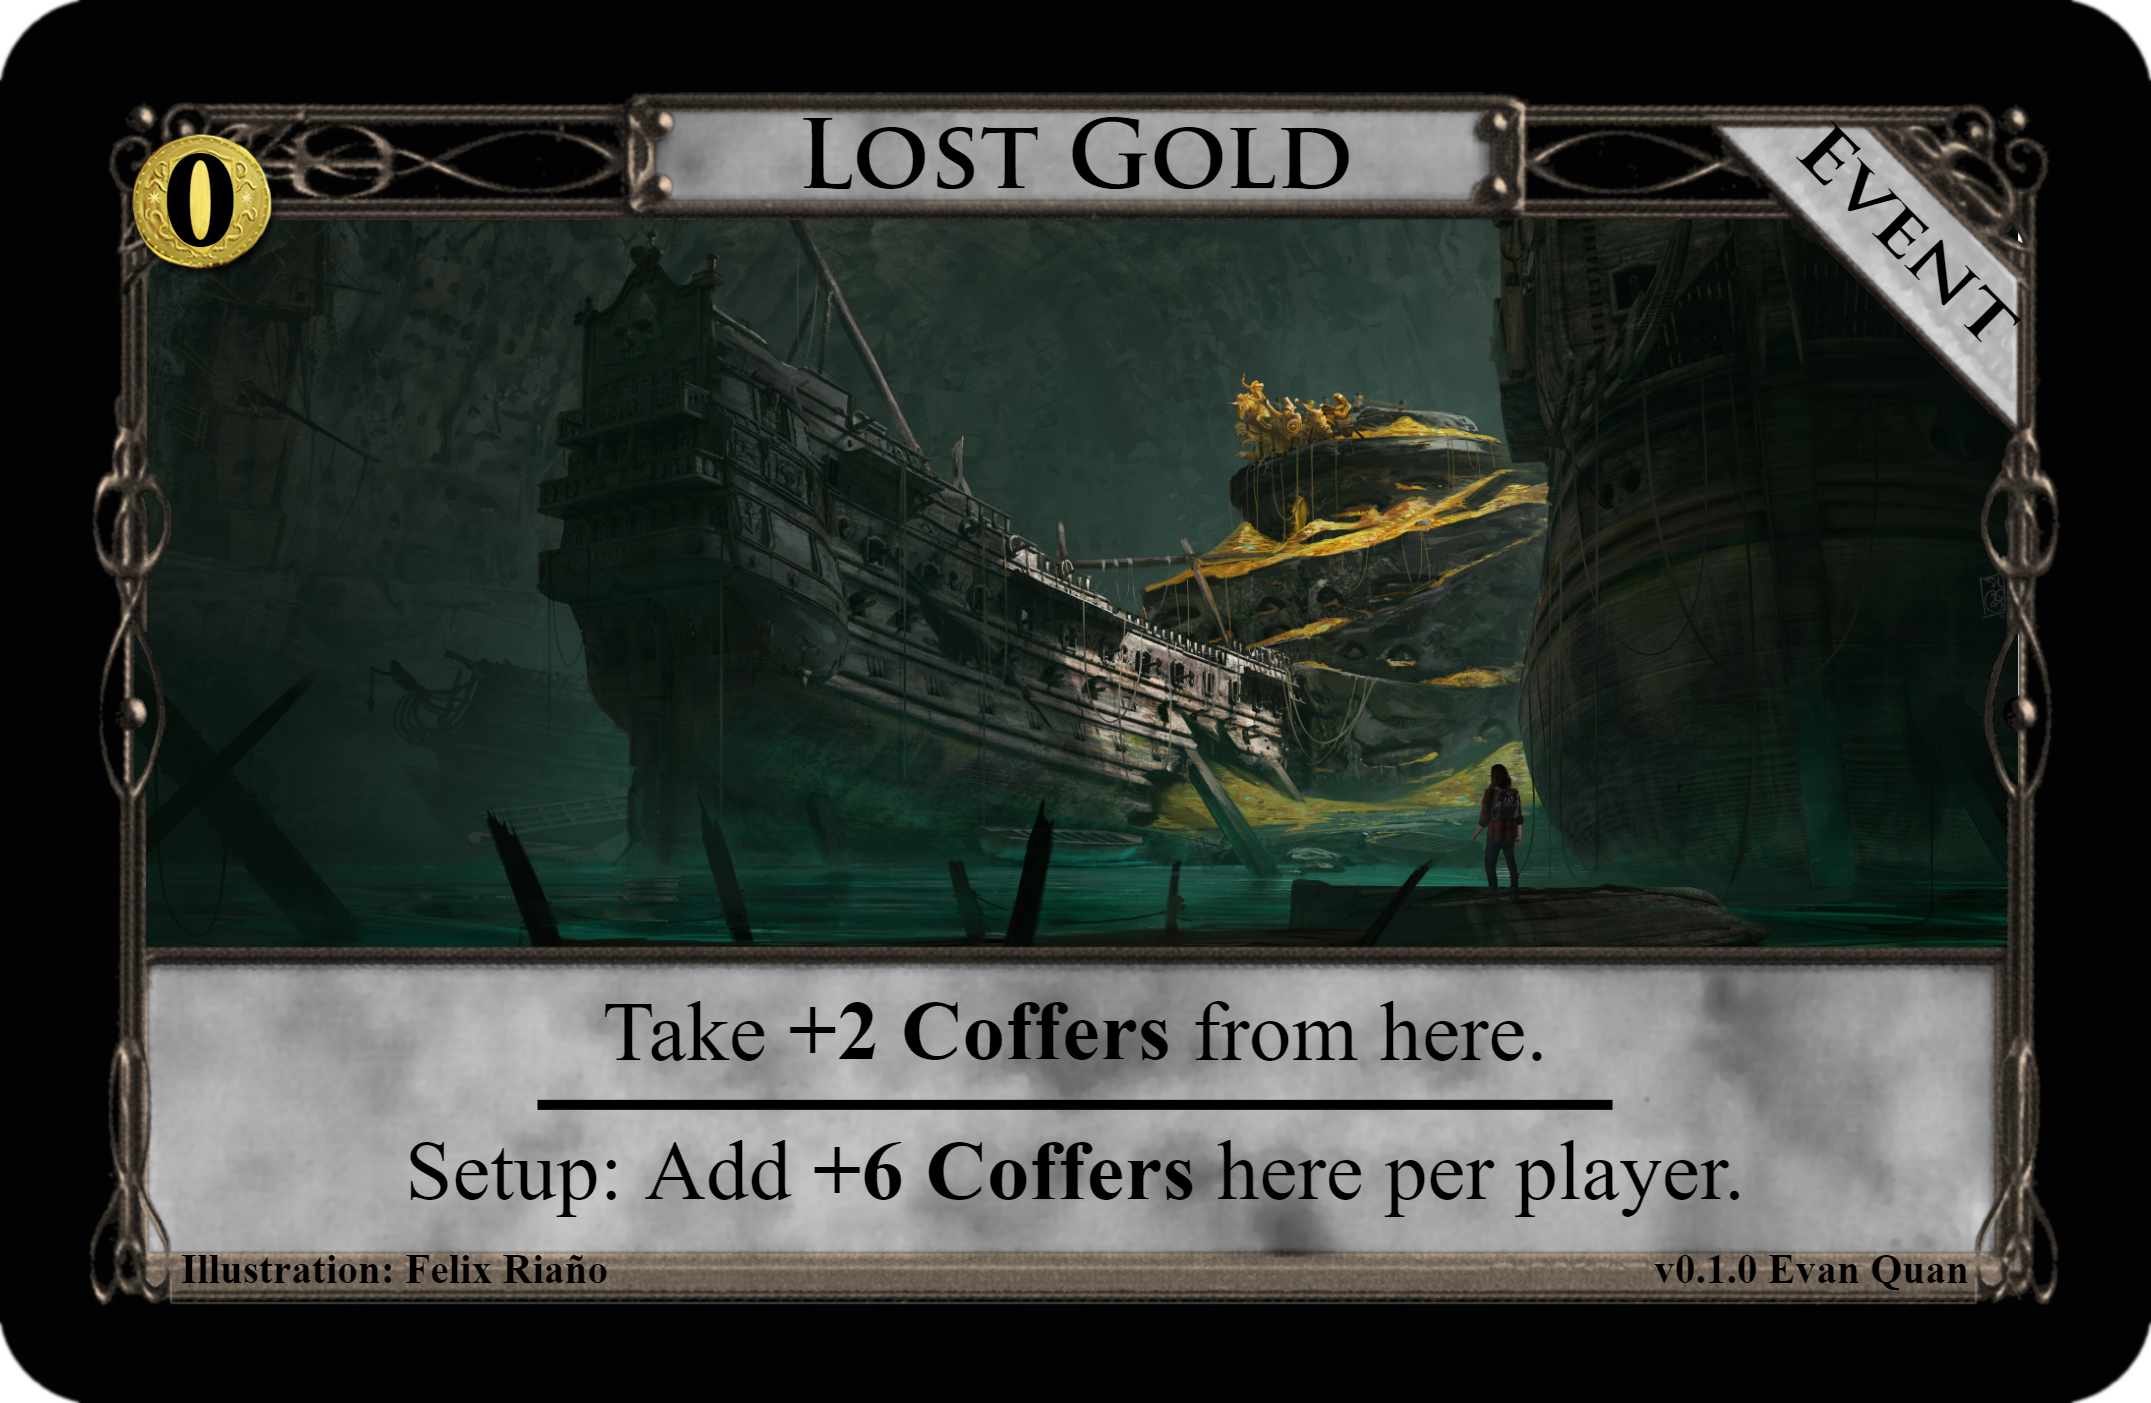 0
LOST GOLD
EVENT
Take +2 Coffers from here.
Setup: Add +6 Coffers here per player.
Illustration: Felix Riaño
v0.1.0 Evan Quan